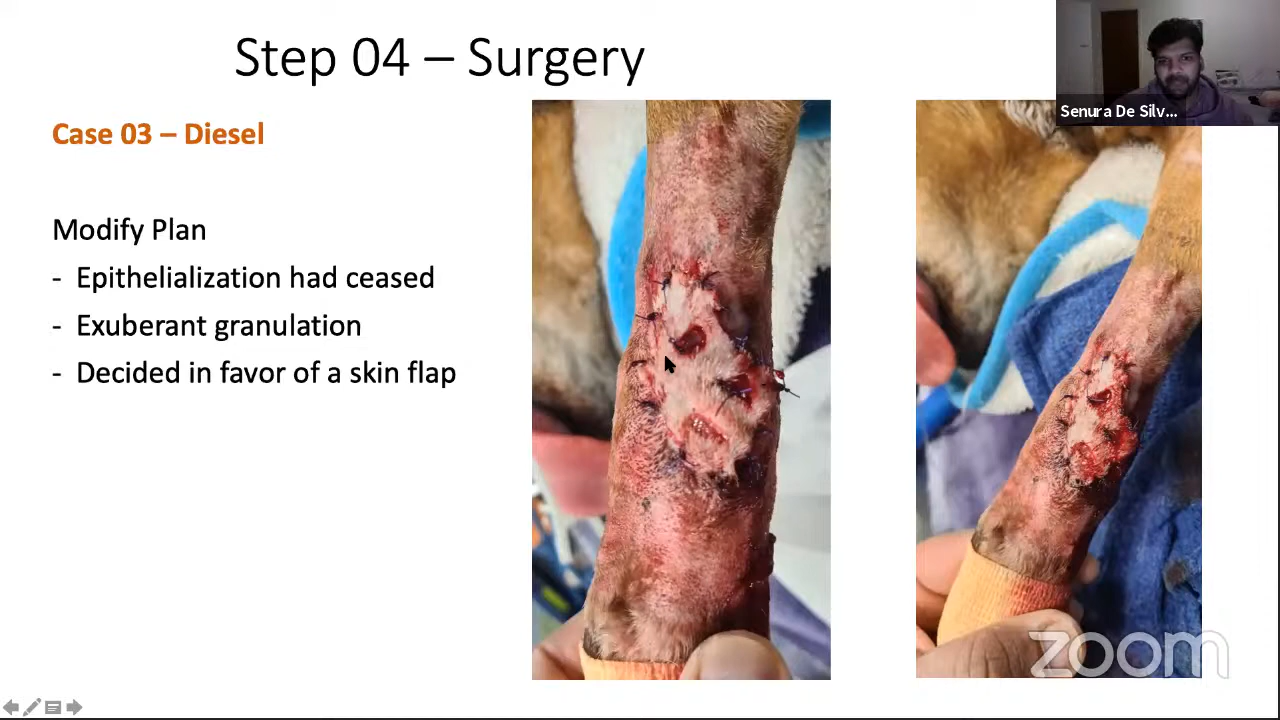 Step 04 – Surgery
Senura De Silv...
Case 03 – Diesel
Modify Plan
- Epithelialization had ceased
- Exuberant granulation
- Decided in favor of a skin flap
zoom